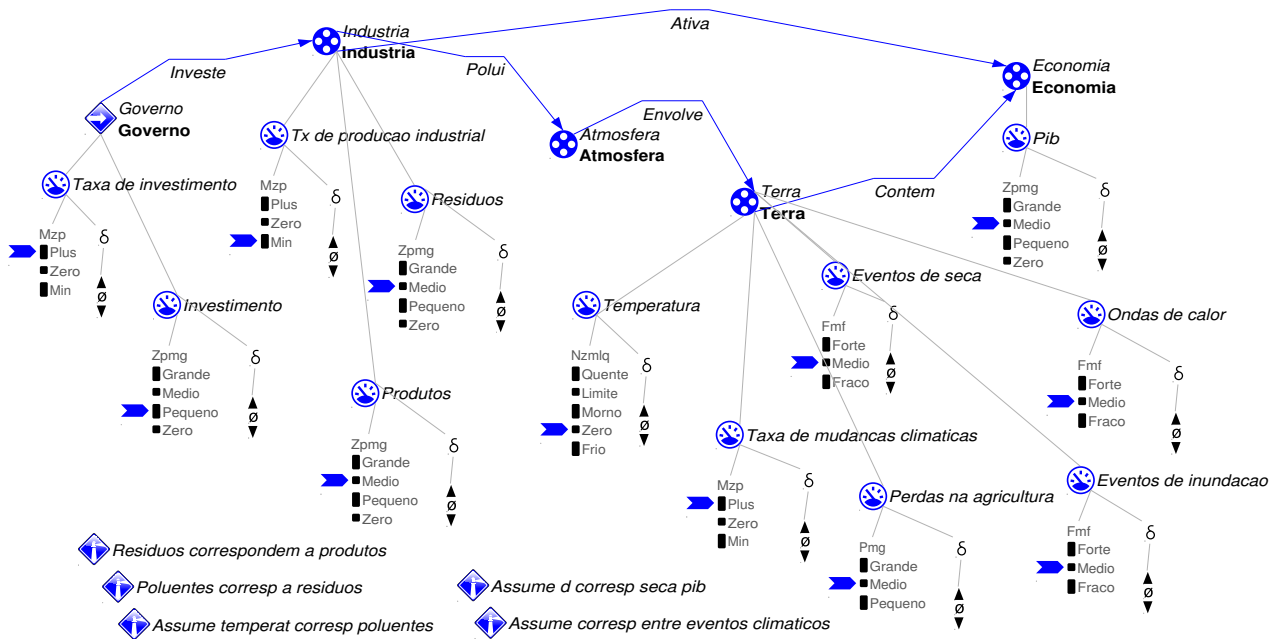 Industria
Industria
Ativa
Investe
Polui
Economia
Economia
Governo
Governo
Tx de producao industrial
Envolve
Atmosfera
Atmosfera
Pib
Taxa de investimento
Mzp
Plus
Zero
Min
δ
Residuos
Terra
Terra
Contem
Zpmg
Grande
Medio
Pequeno
Zero
δ
ø
Mzp
Plus
Zero
Min
δ
ø
ø
Zpmg
Grande
Medio
Pequeno
Zero
δ
ø
Investimento
Zpmg
Grande
Medio
Pequeno
Zero
δ
ø
Temperatura
Nzmlq
Quente
Limite
Morno
Zero
Frio
δ
ø
Eventos de seca
Fmf
Forte
Medio
Fraco
δ
ø
Ondas de calor
Fmf
Forte
Medio
Fraco
δ
ø
Produtos
Zpmg
Grande
Medio
Pequeno
Zero
δ
ø
Taxa de mudancas climaticas
Mzp
Plus
Zero
Min
δ
ø
Perdas na agricultura
Pmg
Grande
Medio
Pequeno
δ
ø
Eventos de inundacao
Fmf
Forte
Medio
Fraco
δ
ø
Residuos correspondem a produtos
Poluentes corresp a residuos
Assume d corresp seca pib
Assume temperat corresp poluentes
Assume corresp entre eventos climaticos